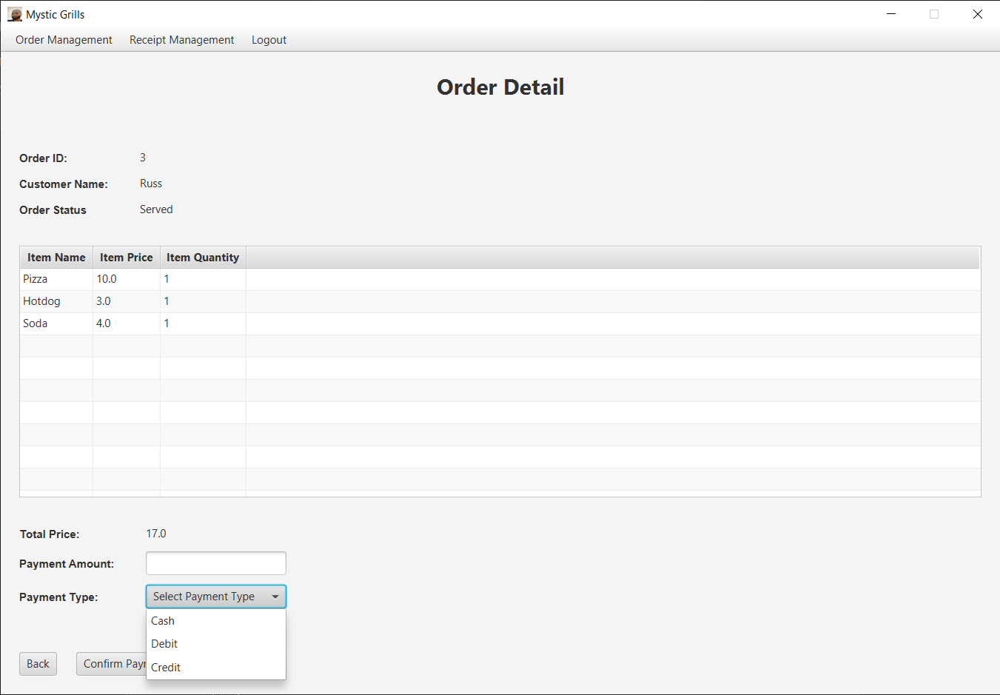 Mystic Grills
Order Management Receipt Management Logout
Order Detail
Order ID: 3
Customer Name: Russ
Order Status Served
Item Name Item Price Item Quantity
Pizza 10.0 1
Hotdog 3.0 1
Soda 4.0 1
Total Price: 17.0
Payment Amount:
Payment Type: Select Payment Type
Cash
Debit
Back Confirm Pay
Credit